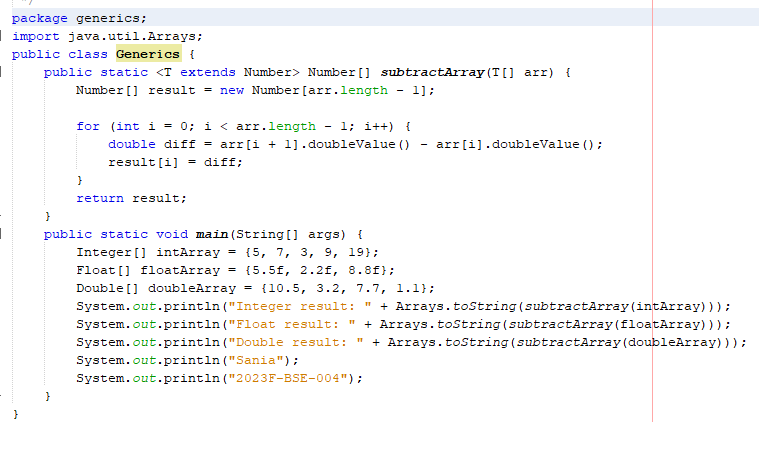 */
package generics;
import java.util.Arrays;
public class Generics {
    public static <T extends Number> Number[] subtractArray(T[] arr) {
        Number[] result = new Number[arr.length - 1];

        for (int i = 0; i < arr.length - 1; i++) {
            double diff = arr[i + 1].doubleValue() - arr[i].doubleValue();
            result[i] = diff;
        }
        return result;
    }
    public static void main(String[] args) {
        Integer[] intArray = {5, 7, 3, 9, 19};
        Float[] floatArray = {5.5f, 2.2f, 8.8f};
        Double[] doubleArray = {10.5, 3.2, 7.7, 1.1};
        System.out.println("Integer result: " + Arrays.toString(subtractArray(intArray)));
        System.out.println("Float result: " + Arrays.toString(subtractArray(floatArray)));
        System.out.println("Double result: " + Arrays.toString(subtractArray(doubleArray)));
        System.out.println("Sania");
        System.out.println("2023F-BSE-004");
    }
}